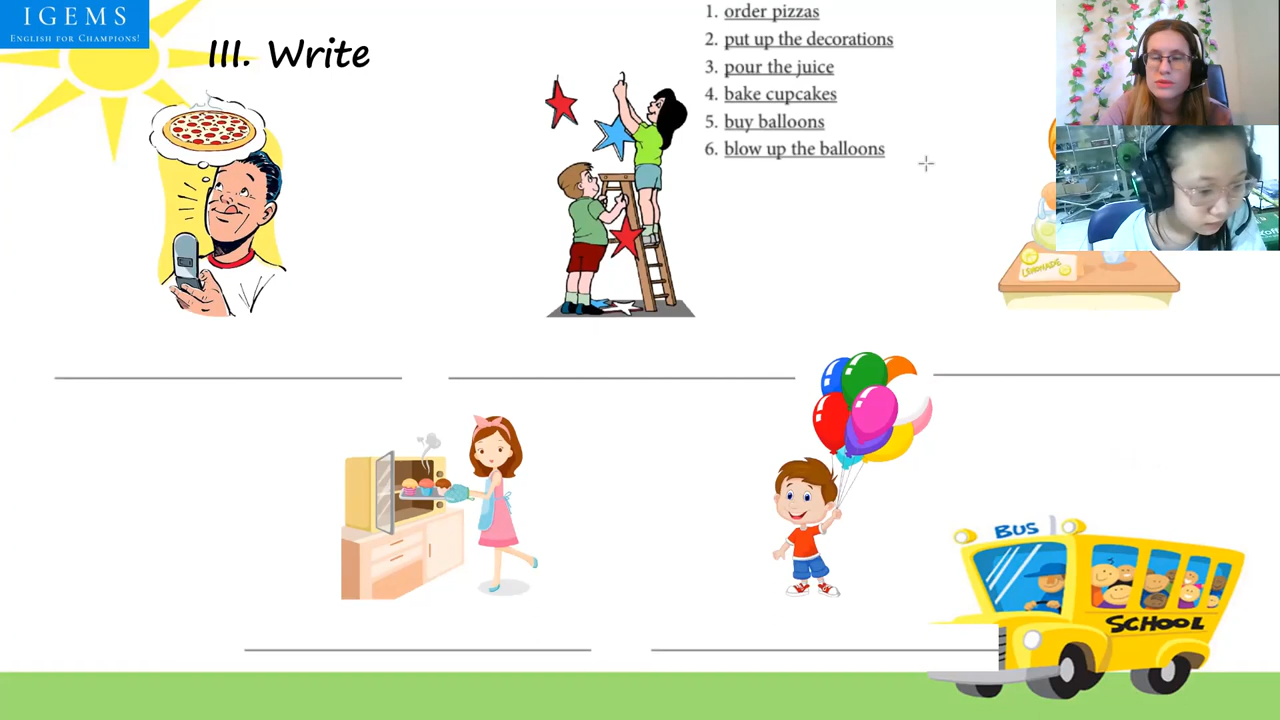 IGEMS
ENGLISH FOR CHAMPIONS!
III. Write
1. order pizzas
2. put up the decorations
3. pour the juice
4. bake cupcakes
5. buy balloons
6. blow up the balloons
LEMONADE
BUS
SCHOOL